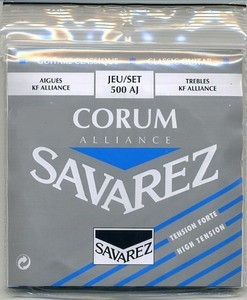 GUITARE CLASSIQUE CLASSIC GUITAR
AIGUES
KF ALLIANCE
JEU/SET
500 AJ
TREBLES
KF ALLIANCE
CORUM
ALLIANCE
SAVAREZ
SAVAREZ
TENSION FORTE
HIGH TENSION